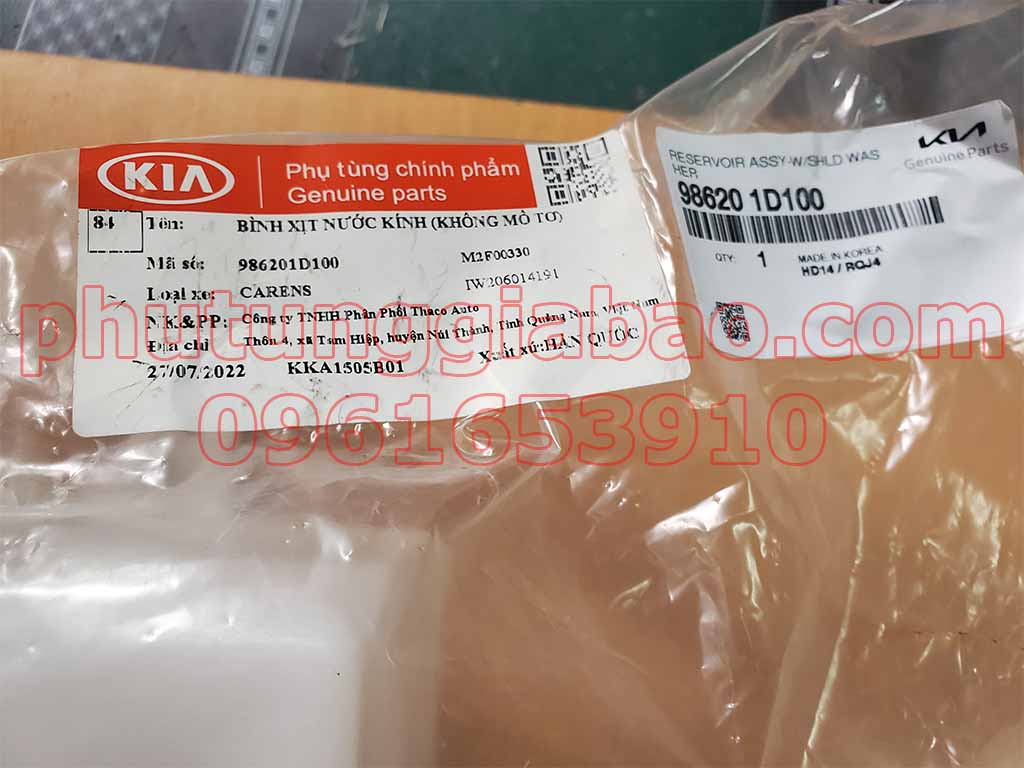 KIA
Phụ tùng chính phẩm
Genuine parts
84
Tên: BÌNH XỊT NƯỚC KÍNH (KHÔNG MÔ TƠ)
Mã số: 986201D100 M2F00330
Loại xe: CARENS IW206014191
NK&PP: Công ty TNHH Phân Phối Thaco Auto
Địa chỉ Thôn 4, xã Tam Hiệp, huyện Núi Thành, Tỉnh Quảng Nam, Việt Nam
27/07/2022 KKA1505B01 Xuất xứ:HÀN QUỐC
KIA
Genuine Parts
RESERVOIR ASSY-W/SHLD WAS
HER
98620 1D100
QTY: 1 MADE IN KOREA
HD14 / RQJ4
phutunggiabao.com
0961653910